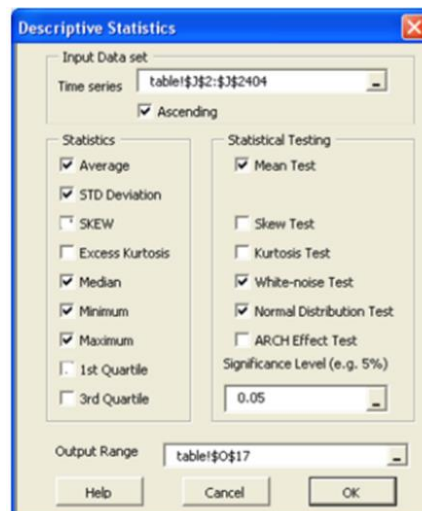 Descriptive Statistics
Input Data set
Time series table!$J$2:$J$2404
Ascending
Statistics
Average
STD Deviation
SKEW
Excess Kurtosis
Median
Minimum
Maximum
1st Quartile
3rd Quartile
Statistical Testing
Mean Test
Skew Test
Kurtosis Test
White-noise Test
Normal Distribution Test
ARCH Effect Test
Significance Level (e.g. 5%)
0.05
Output Range table!$O$17
Help Cancel OK